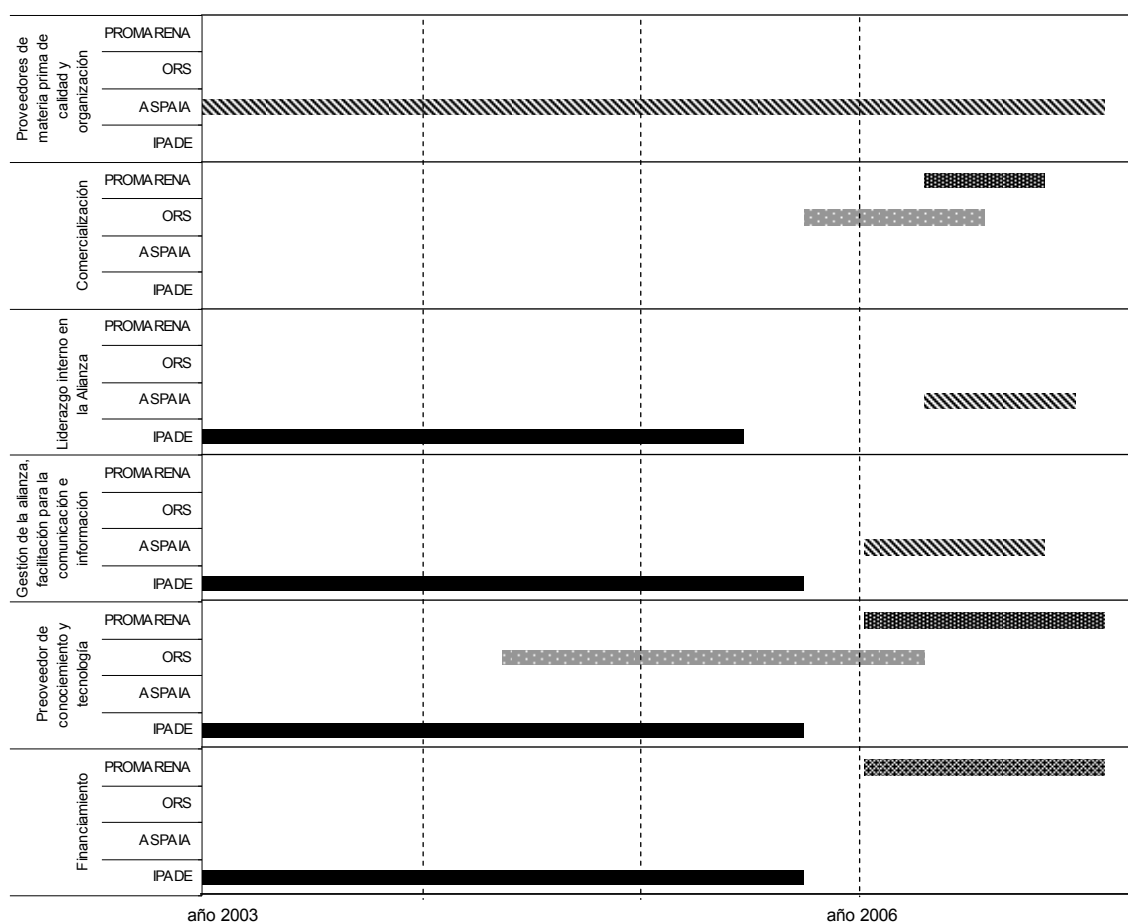 Proveedores de
materia prima de
calidad y
organización
PROMARENA
ORS
ASPAIA
IPADE
Comercialización
PROMARENA
ORS
ASPAIA
IPADE
Liderazgo interno en
la Alianza
PROMARENA
ORS
ASPAIA
IPADE
Gestión de la alianza,
facilitación para la
comunicación e
información
PROMARENA
ORS
ASPAIA
IPADE
Preoveedor de
conociemiento y
tecnología
PROMARENA
ORS
ASPAIA
IPADE
Financiamiento
PROMARENA
ORS
ASPAIA
IPADE
año 2003
año 2006